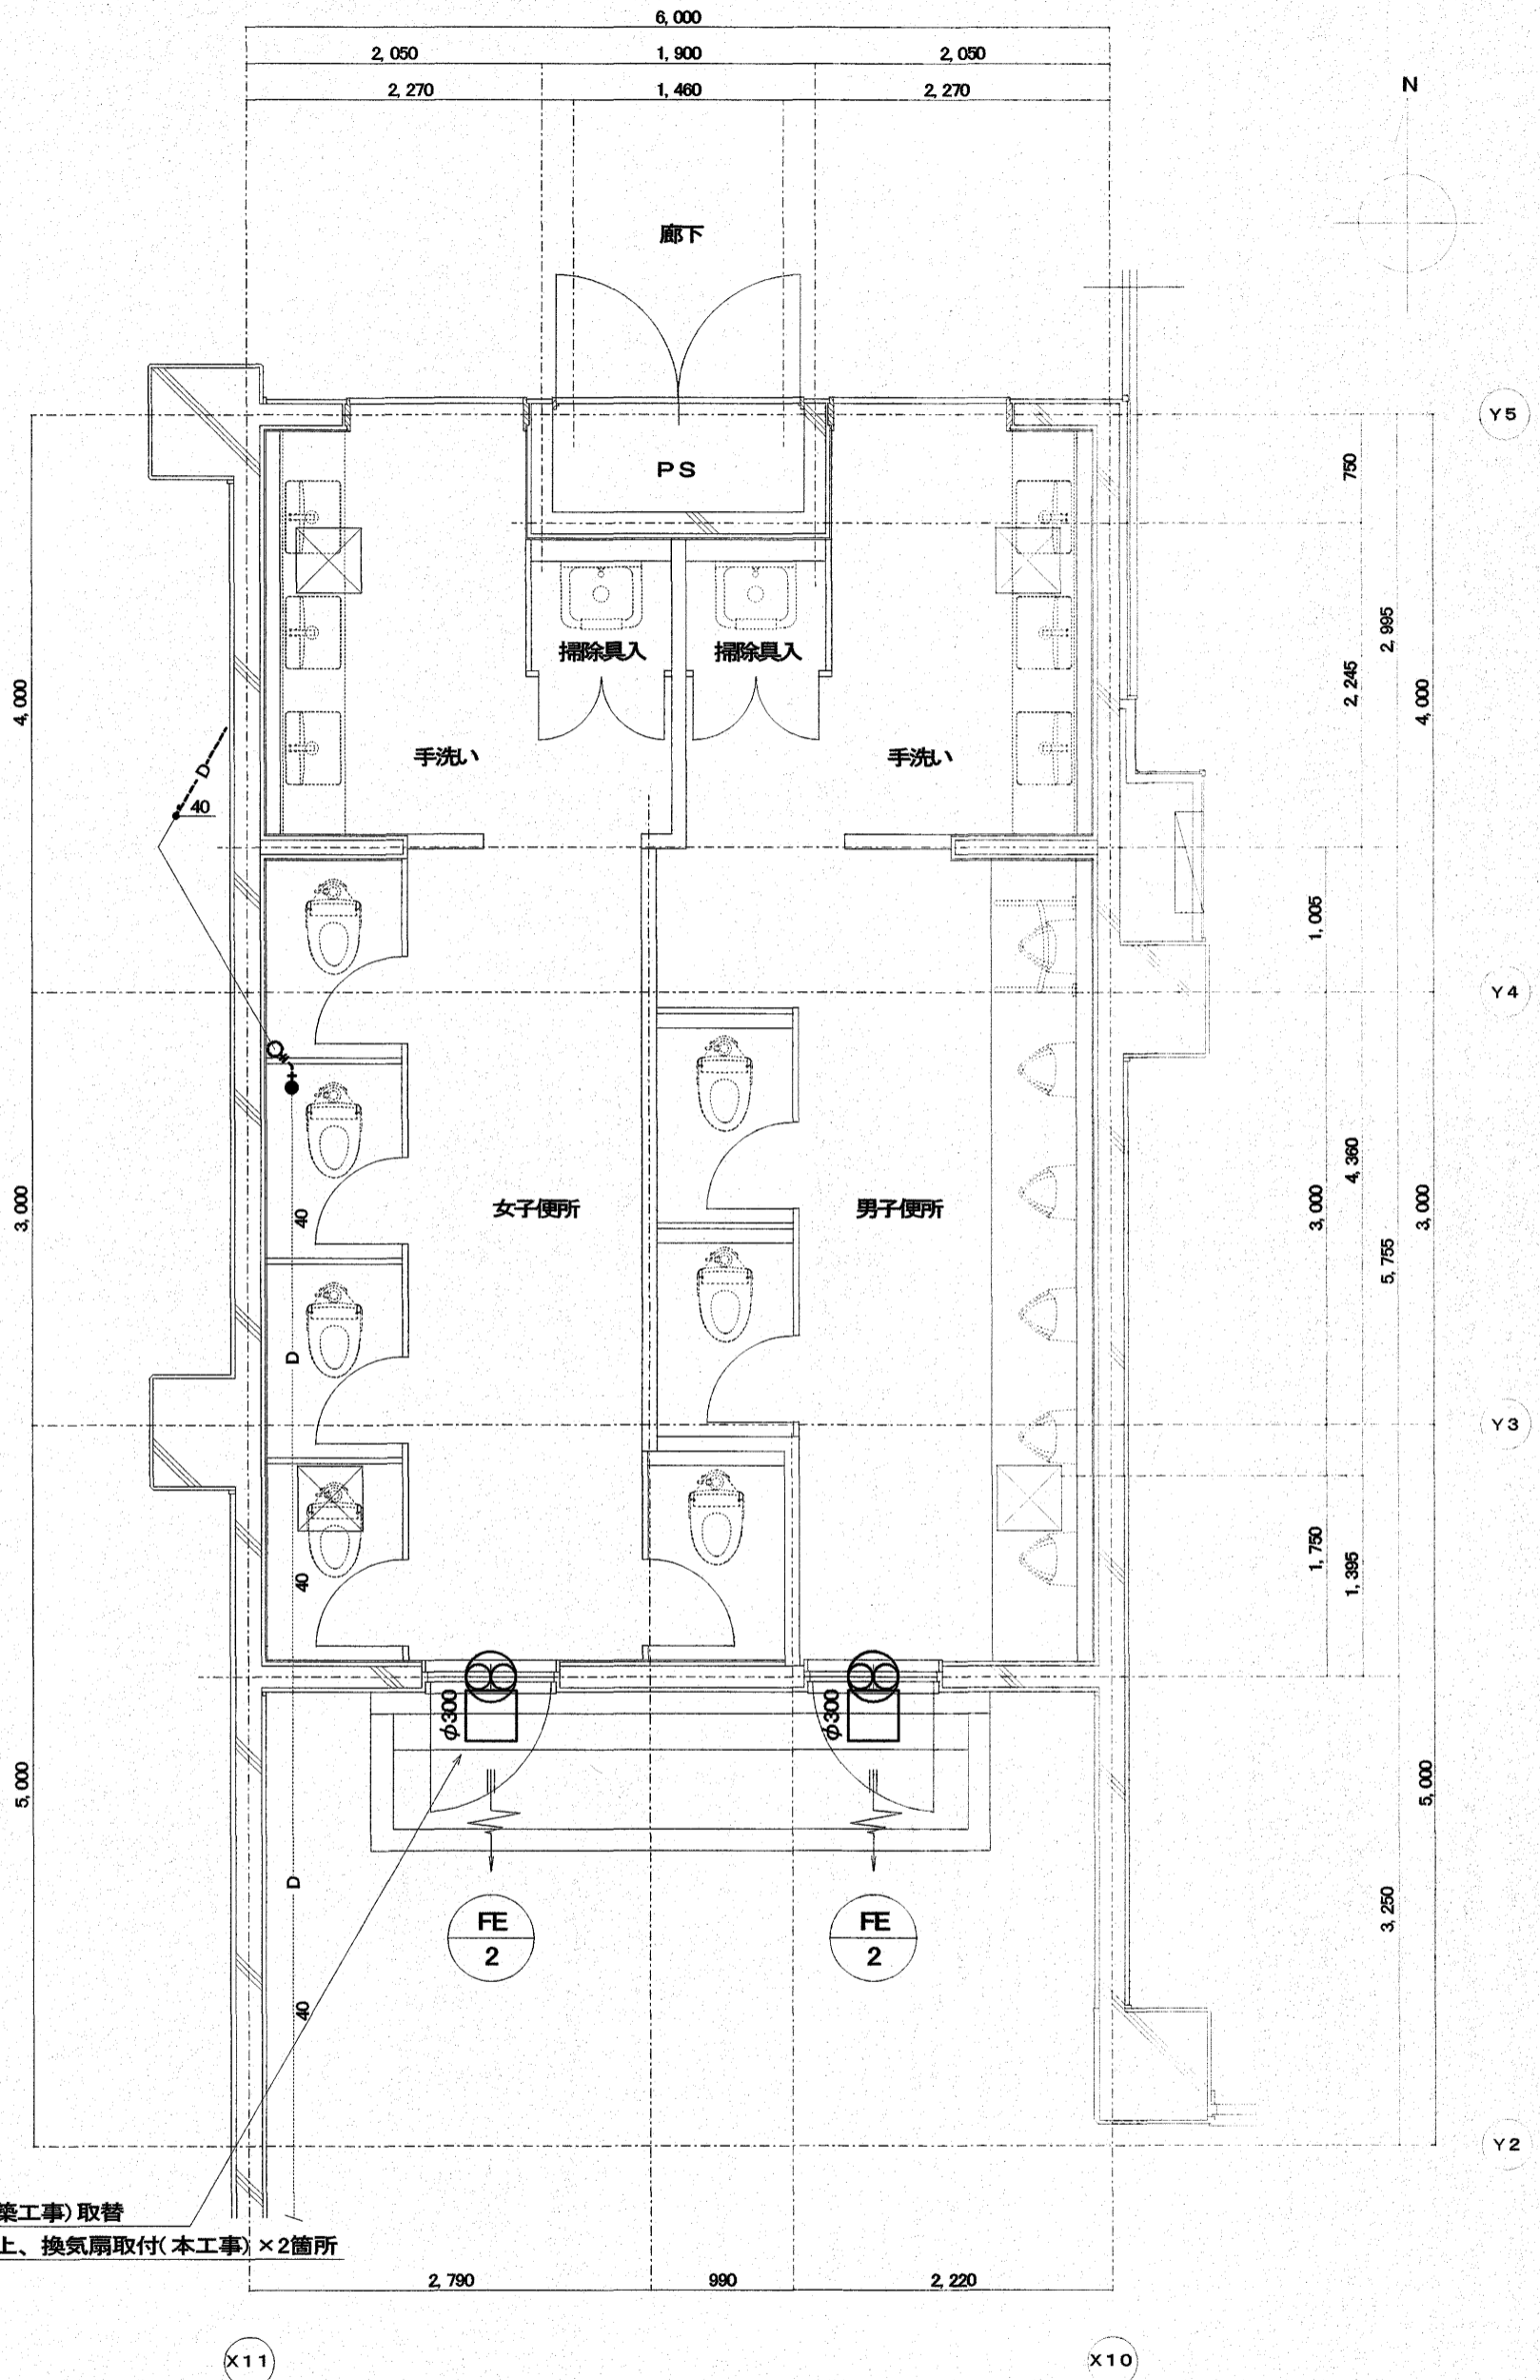 6,000
2,050
1,900
2,050
2,270
1,460
2,270
N
廊下
Y5
PS
750
2,995
掃除具入
掃除具入
2,245
4,000
4,000
手洗い
手洗い
D
40
1,005
Y4
4,360
3,000
40
女子便所
男子便所
3,000
3,000
5,755
D
Y3
1,750
1,395
40
φ300
φ300
5,000
5,000
D
FE
2
FE
2
3,250
40
Y2
築工事)取替
上、換気扇取付(本工事)×2箇所
2,790
990
2,220
X11
X10